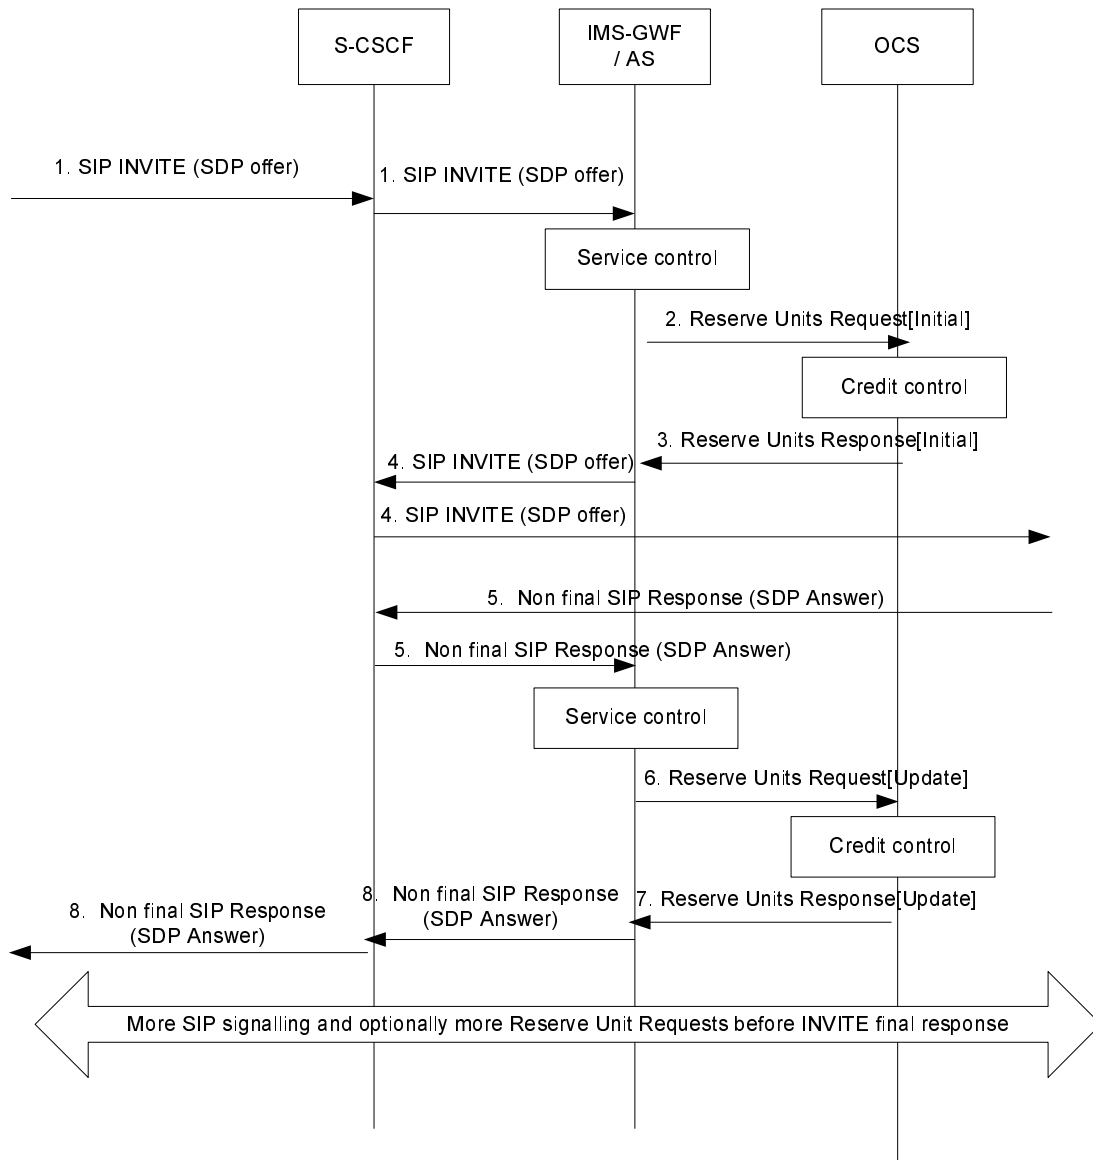 S-CSCF
IMS-GWF
/ AS
OCS
1. SIP INVITE (SDP offer)
1. SIP INVITE (SDP offer)
Service control
2. Reserve Units Request[Initial]
Credit control
3. Reserve Units Response[Initial]
4. SIP INVITE (SDP offer)
4. SIP INVITE (SDP offer)
5. Non final SIP Response (SDP Answer)
5. Non final SIP Response (SDP Answer)
Service control
6. Reserve Units Request[Update]
Credit control
7. Reserve Units Response[Update]
8. Non final SIP Response
(SDP Answer)
8. Non final SIP Response
(SDP Answer)
More SIP signalling and optionally more Reserve Unit Requests before INVITE final response